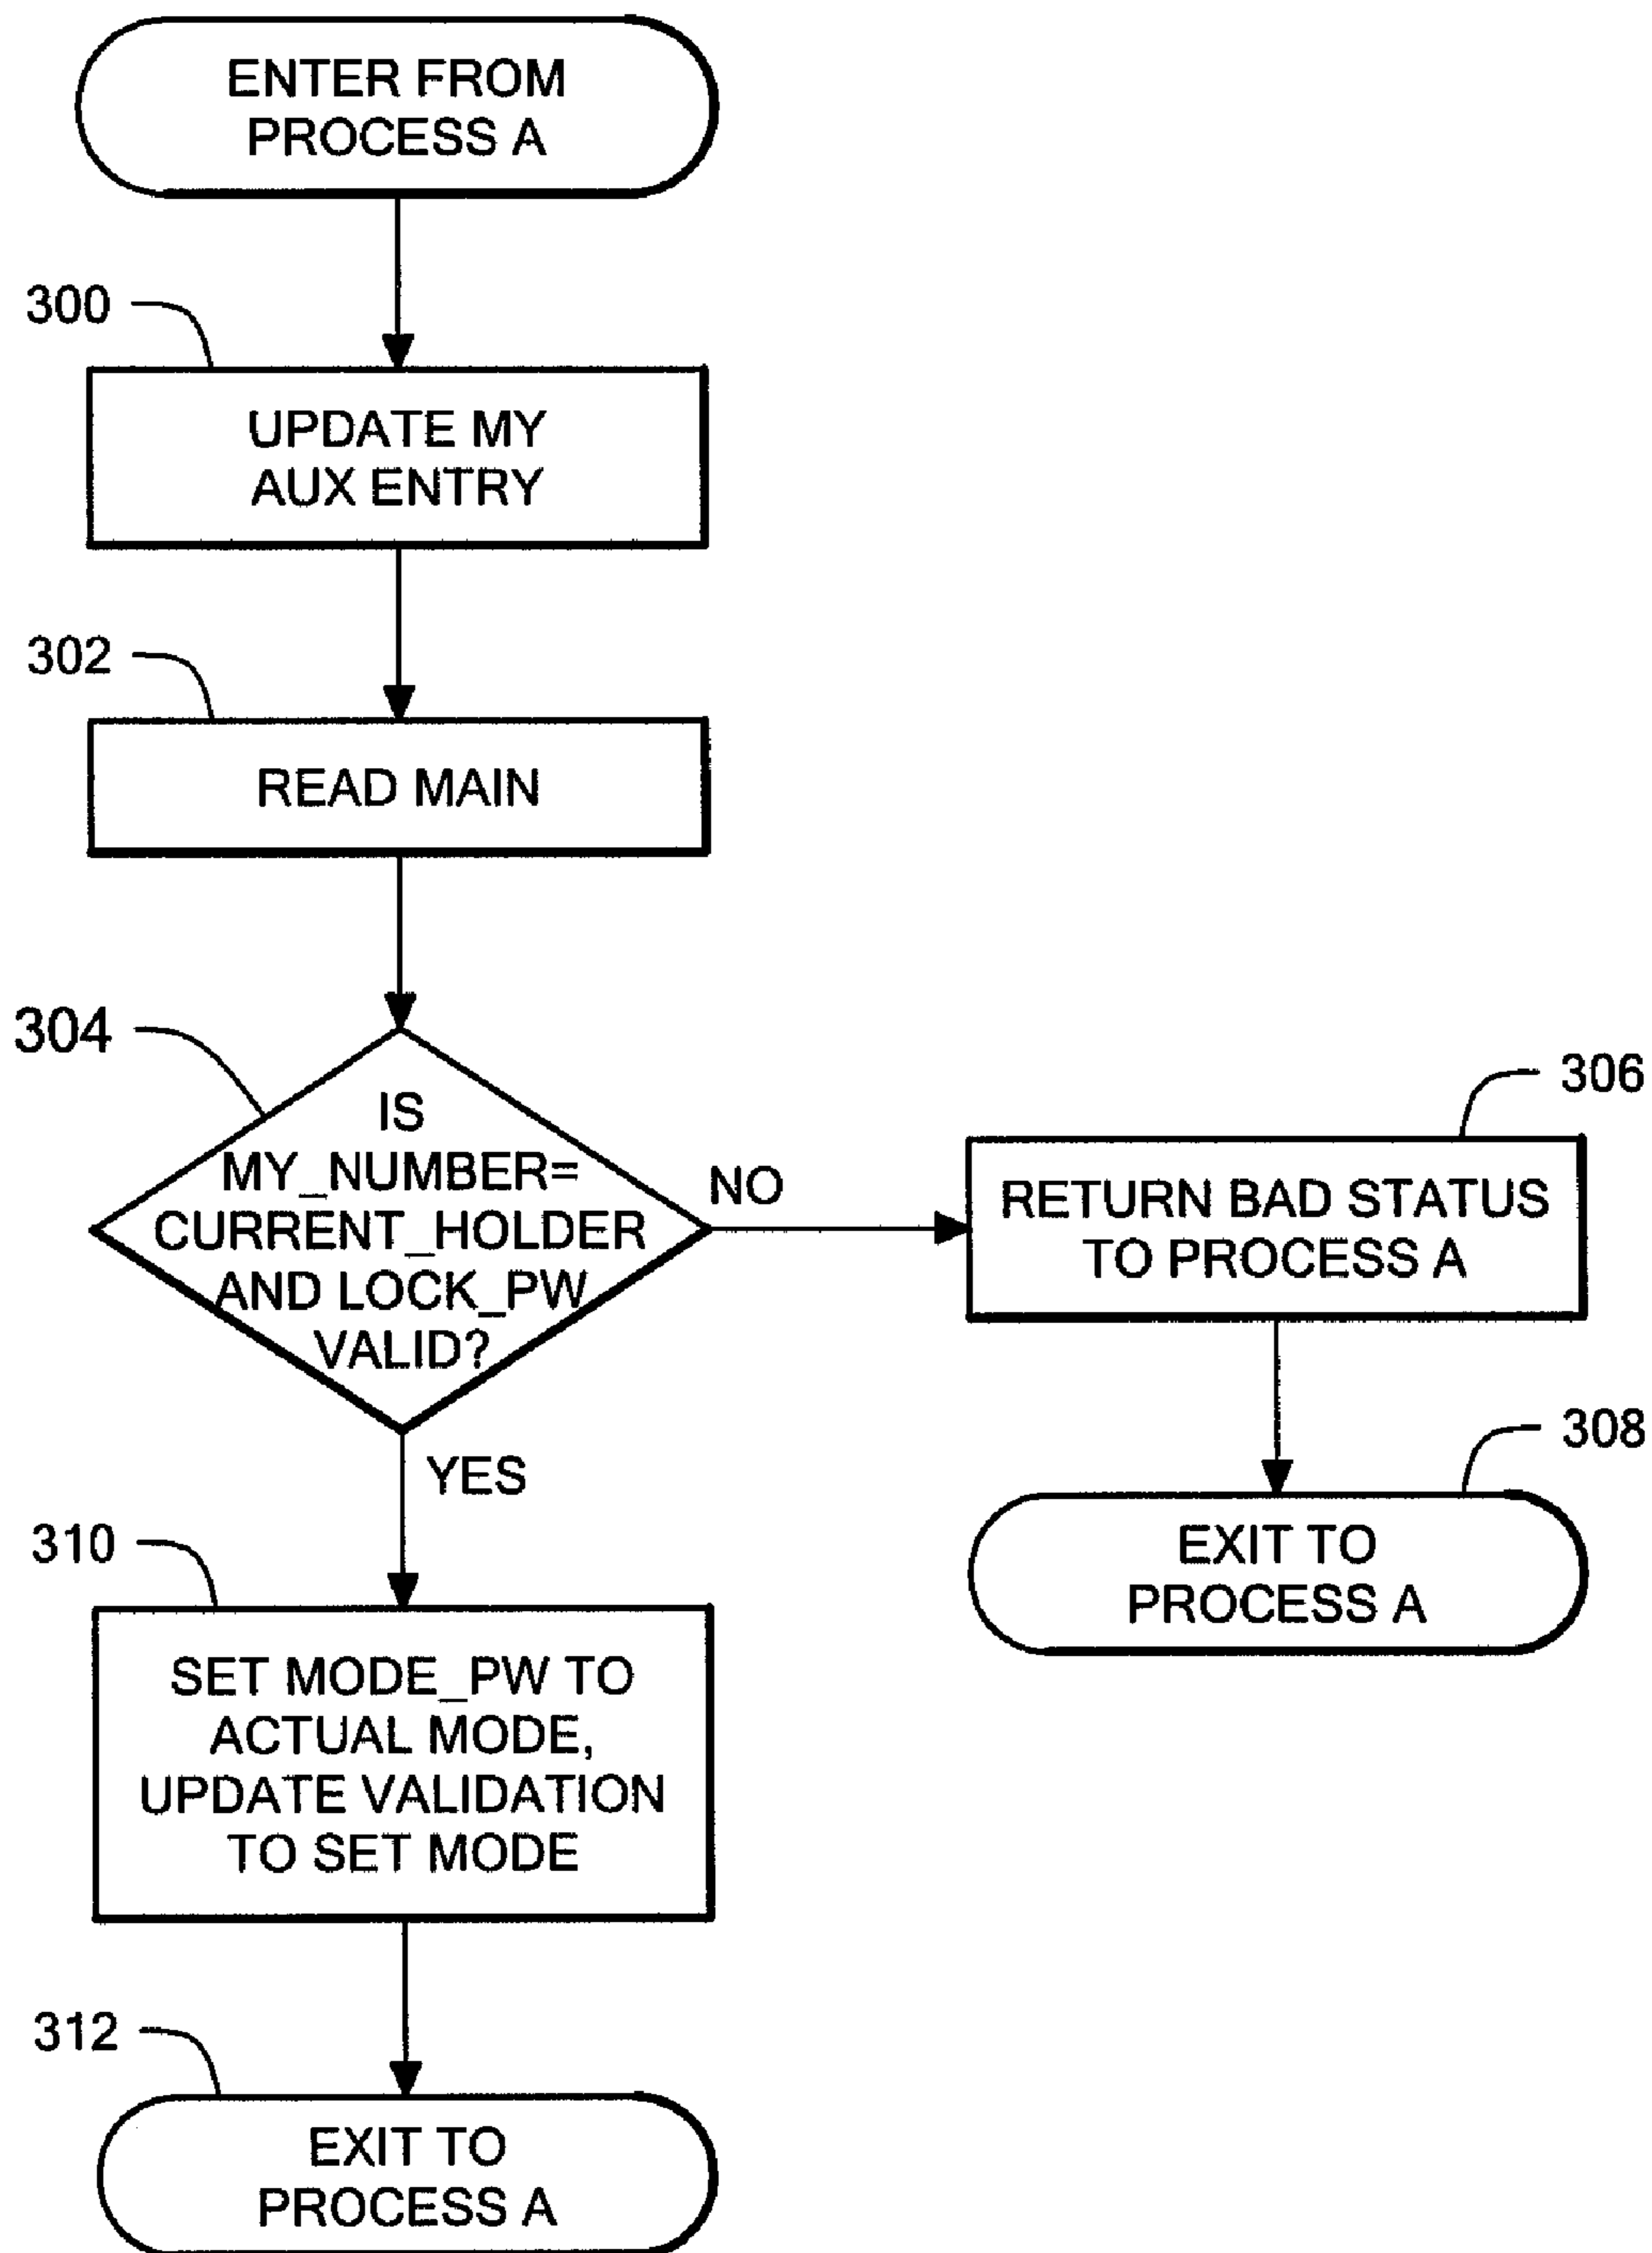 ENTER FROM
PROCESS A
300
UPDATE MY
AUX ENTRY
302
READ MAIN
304
IS
MY_NUMBER=
CURRENT_HOLDER
AND LOCK_PW
VALID?
NO
306
RETURN BAD STATUS
TO PROCESS A
308
EXIT TO
PROCESS A
YES
310
SET MODE_PW TO
ACTUAL MODE,
UPDATE VALIDATION
TO SET MODE
312
EXIT TO
PROCESS A